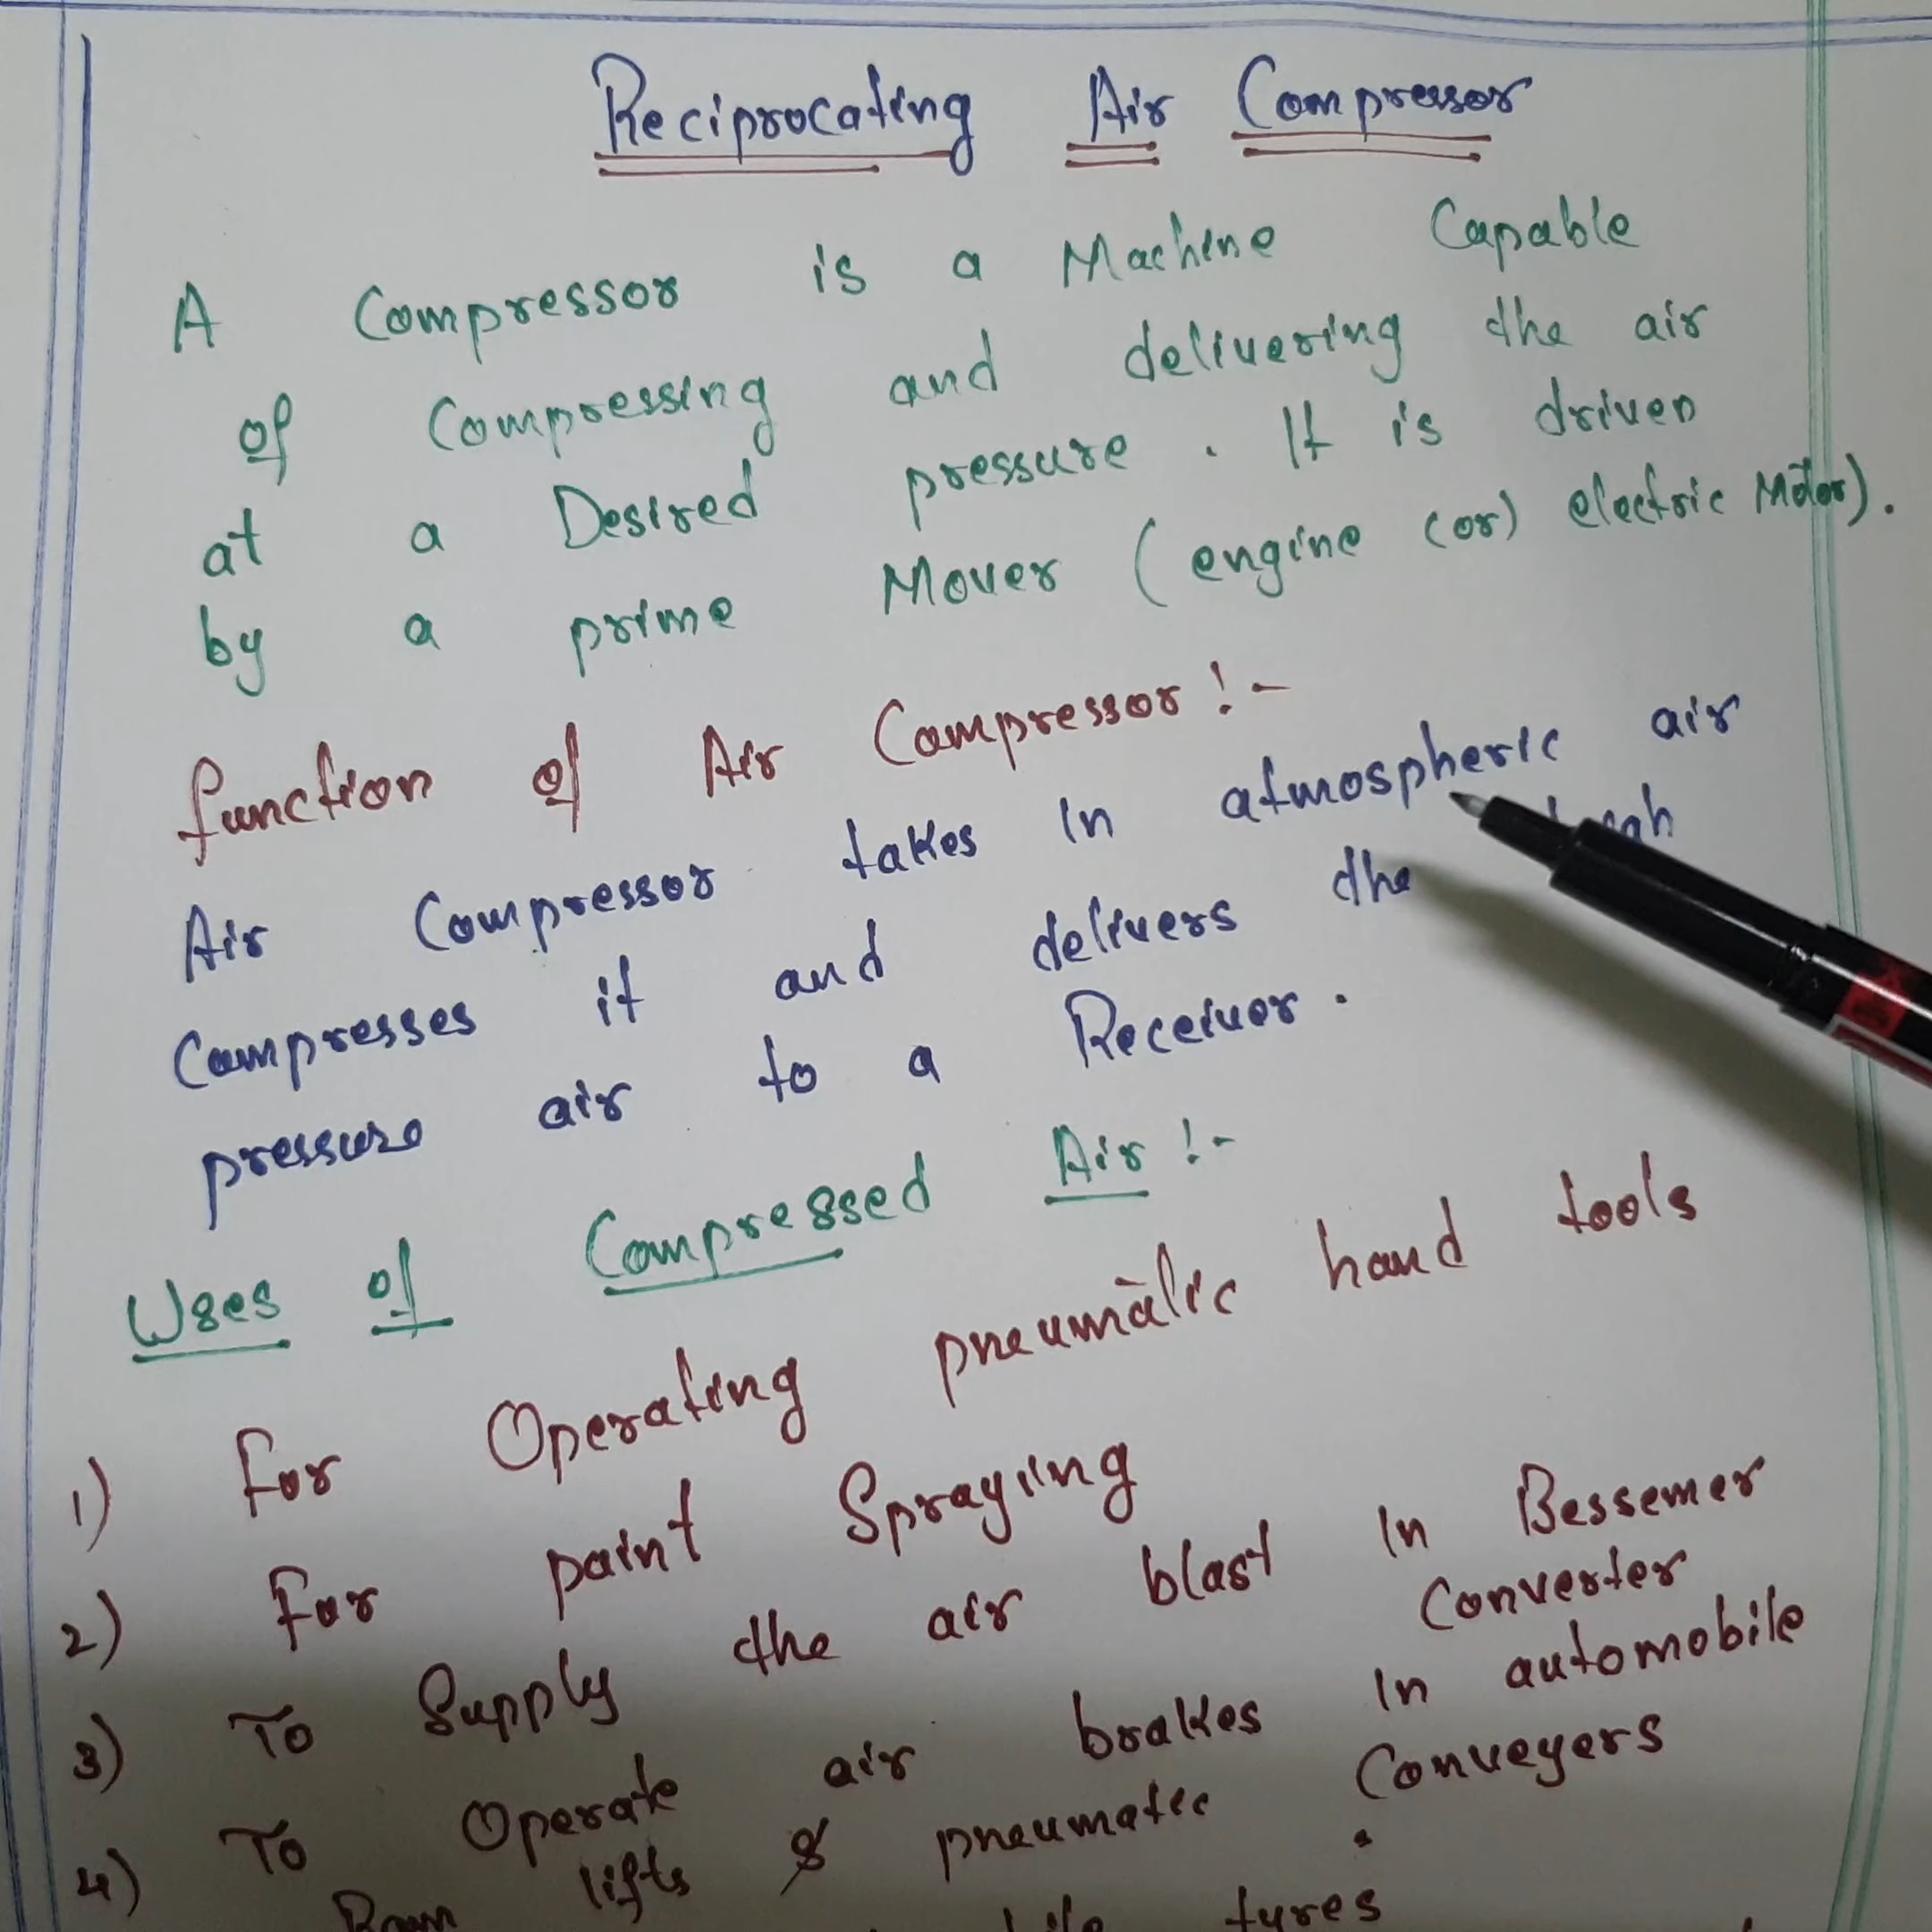 Reciprocating Air Compressor
A Compressor is a Machine Capable
of Compressing and delivering the air
at a Desired pressure. It is driven
by a prime Mover (engine (or) electric Motor).
function of Air Compressor :-
Air Compressor takes in atmospheric air
Compresses it and delivers the
pressure air to a Receiver.
Uses of Compressed Air :-
1) For Operating pneumatic hand tools
2) For paint Sprayiing
3) To Supply the air blast in Bessemer
Converter
4) To Operate air brakes in automobile
lifts & pneumatic Conveyers.
tyres